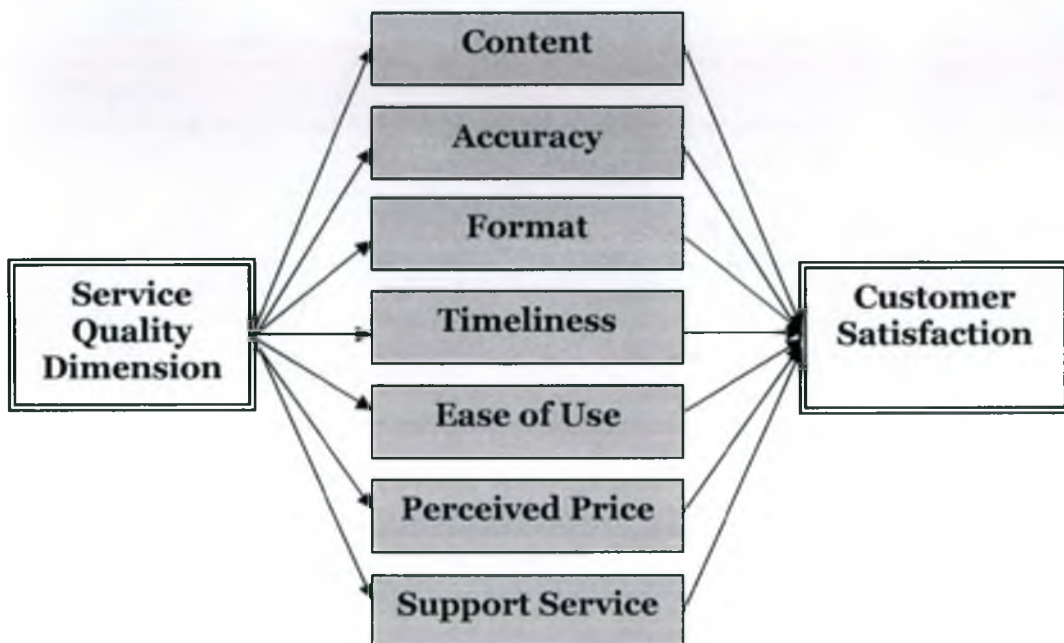 Content
Accuracy
Format
Service
Quality
Dimension
Timeliness
Customer
Satisfaction
Ease of Use
Perceived Price
Support Service